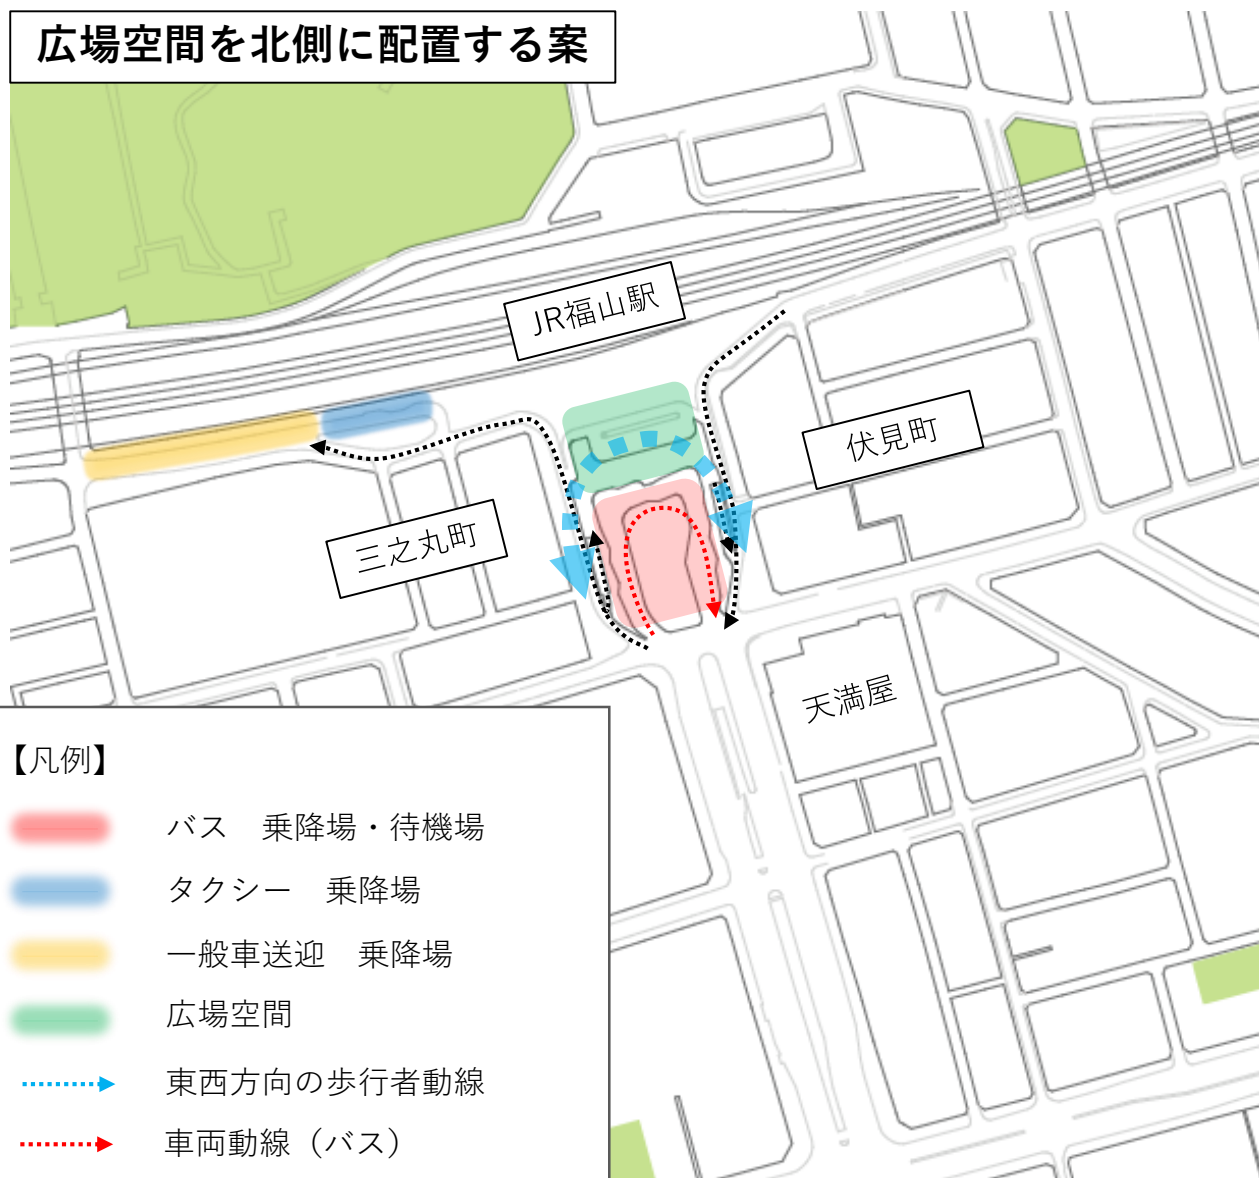 広場空間を北側に配置する案
JR福山駅
伏見町
三之丸町
天満屋
【凡例】
バス　乗降場・待機場
タクシー　乗降場
一般車送迎　乗降場
広場空間
東西方向の歩行者動線
車両動線（バス）